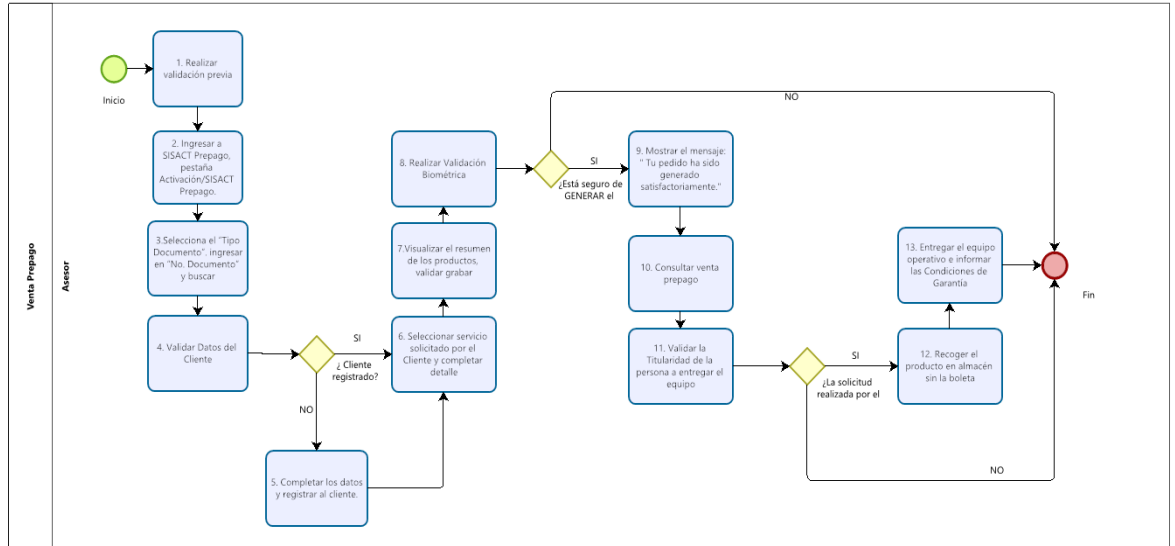 Venta Prepago
Asesor
Inicio
1. Realizar
validación previa
2. Ingresar a
SISACT Prepago,
pestaña
Activación/SISACT
Prepago.
3.Selecciona el "Tipo
Documento". ingresar
en "No. Documento"
y buscar
4. Validar Datos del
Cliente
SI
¿ Cliente
registrado?
NO
5. Completar los datos
y registrar al cliente.
6. Seleccionar servicio
solicitado por el
Cliente y completar
detalle
7.Visualizar el resumen
de los productos,
validar grabar
8. Realizar Validación
Biométrica
NO
SI
¿Está seguro de
GENERAR el
9. Mostrar el mensaje:
" Tu pedido ha sido
generado
satisfactoriamente."
10. Consultar venta
prepago
11. Validar la
Titularidad de la
persona a entregar el
equipo
SI
¿La solicitud
realizada por el
NO
12. Recoger el
producto en almacén
sin la boleta
13. Entregar el equipo
operativo e informar
las Condiciones de
Garantía
Fin